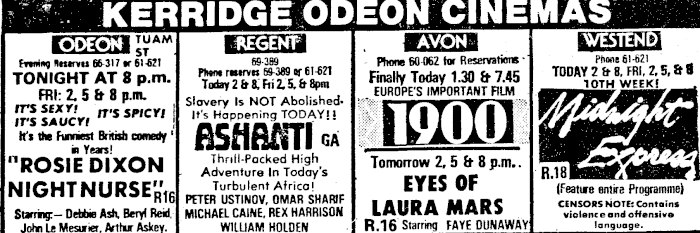 KERRIDGE ODEON CINEMAS
ODEON TUAM ST
Evening Reserves 66-317 or 61-621
TONIGHT AT 8 p.m.
FRI: 2, 5 & 8 p.m.
IT'S SEXY!
IT'S SAUCY! IT'S SPICY!
It's the Funniest British comedy
in Years!
"ROSIE DIXON
NIGHTNURSE" R16
Starring:— Debbie Ash, Beryl Reid,
John Le Mesurier, Arthur Askey.
REGENT
69-389
Phone reserves 69-389 or 61-621
Today 2 & 8, Fri 2, 5, & 8pm
Slavery Is NOT Abolished.
It's Happening TODAY!!
ASHANTI GA
Thrill-Packed High
Adventure In Today's
Turbulent Africa!
PETER USTINOV, OMAR SHARIF
MICHAEL CAINE, REX HARRISON
WILLIAM HOLDEN
AVON
Phone 60-062 for Reservations
Finally Today 1.30 & 7.45
EUROPE'S IMPORTANT FILM
1900
Tomorrow 2, 5 & 8 p.m..
EYES OF
LAURA MARS
R.16 Starring FAYE DUNAWAY
WESTEND
Phone 61-621
TODAY 2 & 8, FRI, 2, 5, & 8
10TH WEEK!
Midnight
Express
R.18
(Feature entire Programme)
CENSORS NOTE: Contains
violence and offensive
language.